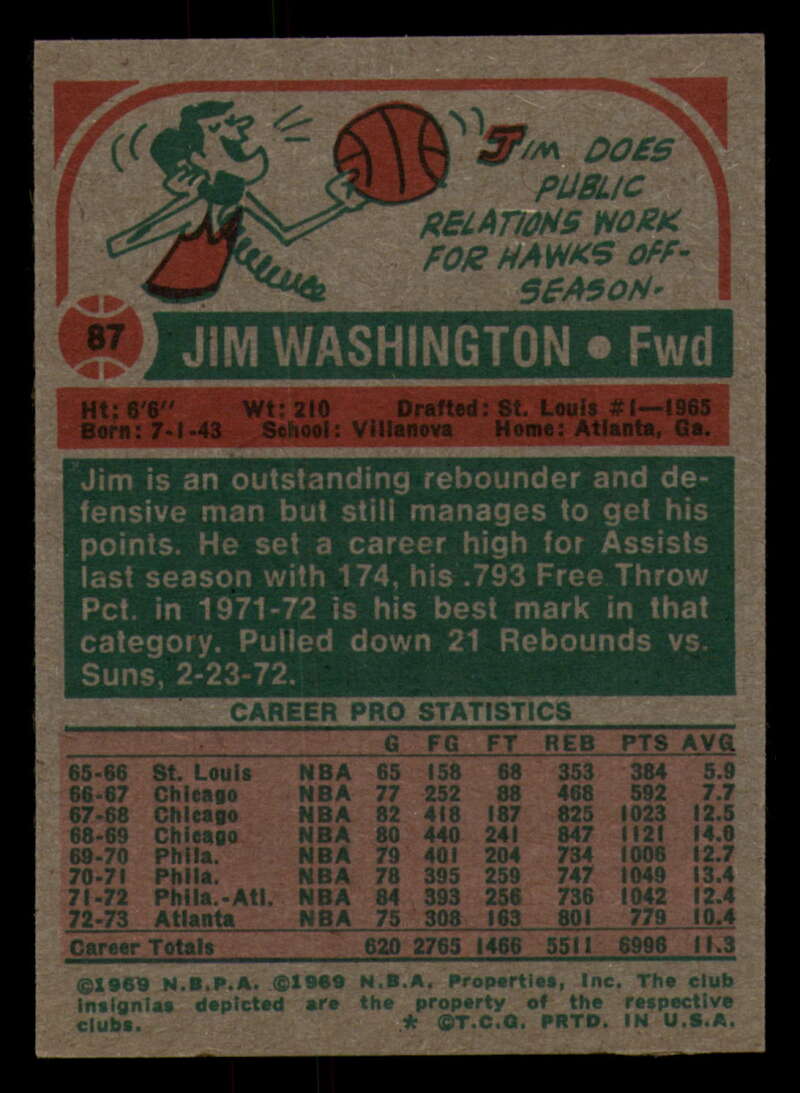 JIM DOES
PUBLIC
RELATIONS WORK
FOR HAWKS OFF-
SEASON.
87 JIM WASHINGTON • Fwd
Ht: 6'6" Wt: 210 Drafted: St. Louis #1—1965
Born: 7-1-43 School: Villanova Home: Atlanta, Ga.
Jim is an outstanding rebounder and de-
fensive man but still manages to get his
points. He set a career high for Assists
last season with 174, his .793 Free Throw
Pct. in 1971-72 is his best mark in that
category. Pulled down 21 Rebounds vs.
Suns, 2-23-72.
CAREER PRO STATISTICS
G FG FT REB PTS AVG.
65-66 St. Louis NBA 65 158 68 353 384 5.9
66-67 Chicago NBA 77 252 88 468 592 7.7
67-68 Chicago NBA 82 418 187 825 1023 12.5
68-69 Chicago NBA 80 440 241 847 1121 14.0
69-70 Phila. NBA 79 401 204 734 1006 12.7
70-71 Phila. NBA 78 395 259 747 1049 13.4
71-72 Phila.-Atl. NBA 84 393 256 736 1042 12.4
72-73 Atlanta NBA 75 308 163 801 779 10.4
Career Totals 620 2765 1466 5511 6996 11.3
©1969 N.B.P.A. ©1969 N.B.A. Properties, Inc. The club
insignias depicted are the property of the respective
clubs. * ©T.C.G. PRTD. IN U.S.A.